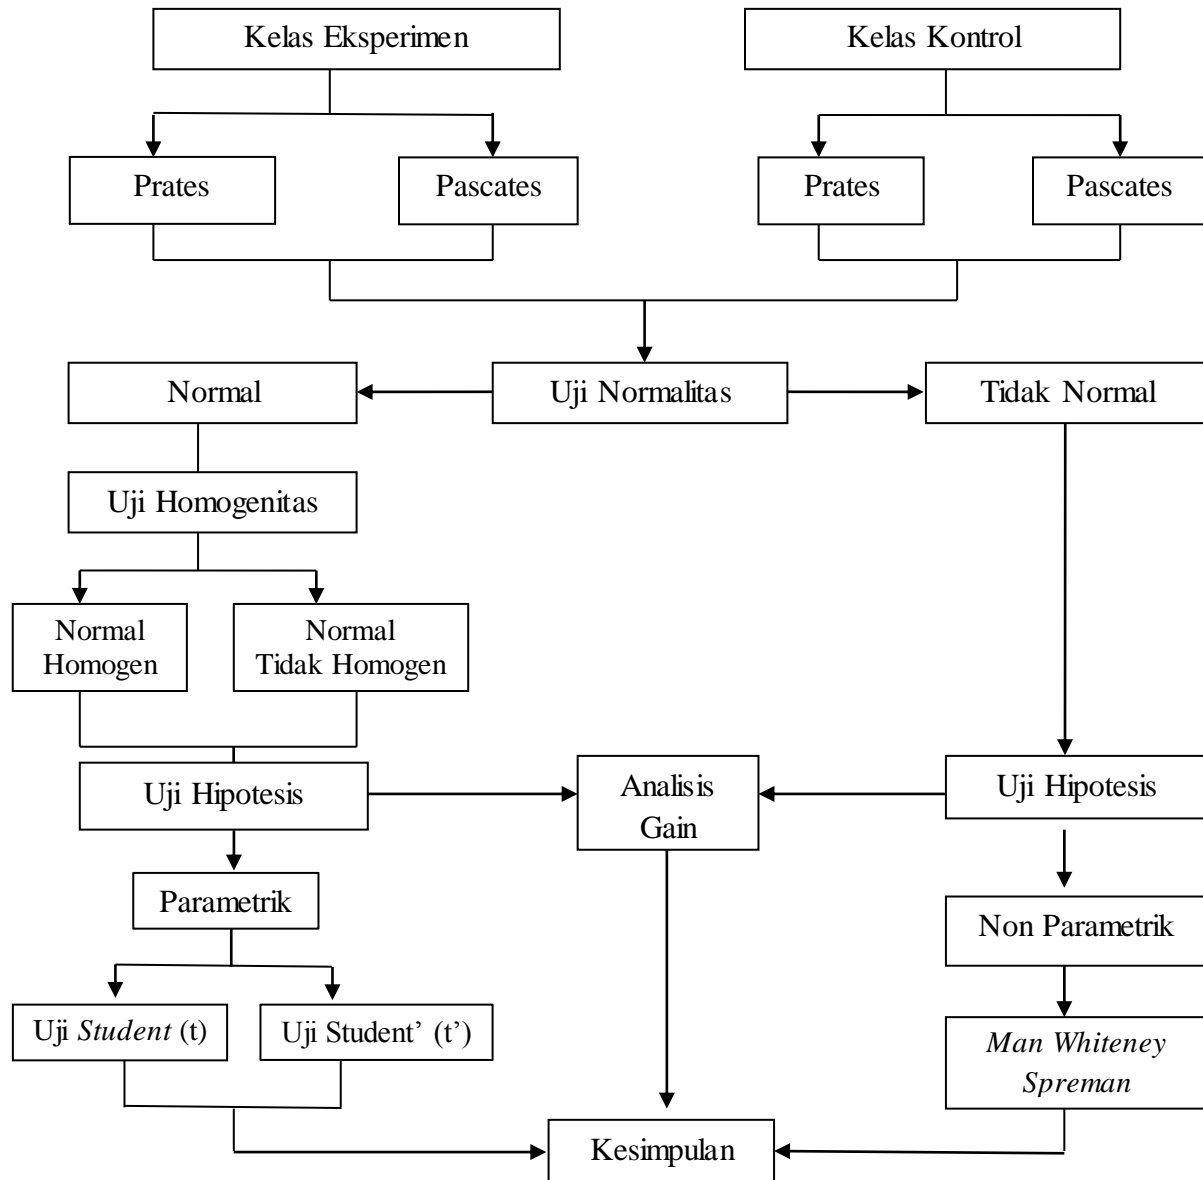 Kelas Eksperimen
Kelas Kontrol
Prates
Pascates
Prates
Pascates
Normal
Uji Normalitas
Tidak Normal
Uji Homogenitas
Normal
Homogen
Normal
Tidak Homogen
Uji Hipotesis
Analisis
Gain
Uji Hipotesis
Parametrik
Non Parametrik
Uji Student (t)
Uji Student’ (t’)
Man Whiteney
Spreman
Kesimpulan